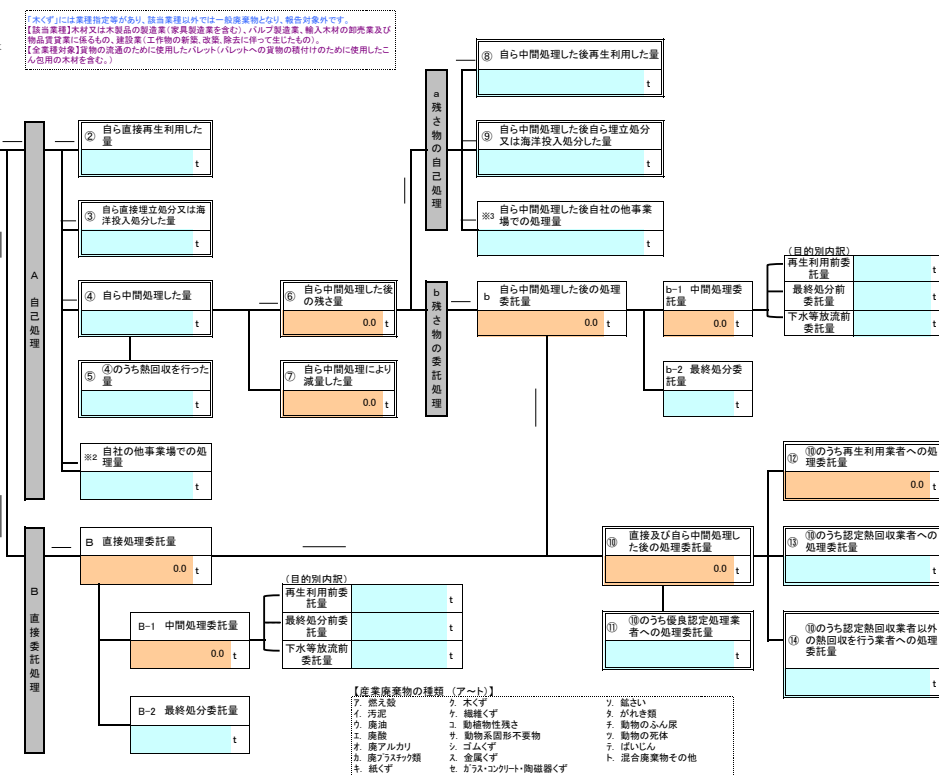 「木くず」には業種指定等があり、該当業種以外では一般廃棄物となり、報告対象外です。
【該当業種】木材又は木製品の製造業(家具製造業を含む)、パルプ製造業、輸入木材の卸売業及び
物品賃貸業に係るもの、建設業(工作物の新築、改築、除去に伴って生じたもの)。
【全業種対象】貨物の流通のために使用したパレット(パレットへの貨物の積付けのために使用したこ
ん包用の木材を含む。)
A 自己処理
② 自ら直接再生利用した
量
t
③ 自ら直接埋立処分又は海
洋投入処分した量
t
④ 自ら中間処理した量
t
⑤ ④のうち熱回収を行った
量
t
※2 自社の他事業場での処
理量
t
⑥ 自ら中間処理した後
の残さ量
0.0 t
⑦ 自ら中間処理により
減量した量
0.0 t
a 残さ物の自己処理
⑧ 自ら中間処理した後再生利用した量
t
⑨ 自ら中間処理した後自ら埋立処分
又は海洋投入処分した量
t
※3 自ら中間処理した後自社の他事業
場での処理量
t
b 残さ物の委託処理
b 自ら中間処理した後の処理
委託量
0.0 t
b-1 中間処理委
託量
0.0 t
b-2 最終処分委
託量
t
(目的別内訳)
再生利用前委
託量
t
最終処分前
委託量
t
下水等放流前
委託量
t
B 直接委託処理
B 直接処理委託量
0.0 t
B-1 中間処理委託量
0.0 t
B-2 最終処分委託量
t
(目的別内訳)
再生利用前委
託量
t
最終処分前委
託量
t
下水等放流前
委託量
t
⑩ 直接及び自ら中間処理し
た後の処理委託量
0.0 t
⑪ ⑩のうち優良認定処理業
者への処理委託量
t
⑫ ⑩のうち再生利用業者への処
理委託量
0.0 t
⑬ ⑩のうち認定熱回収業者への
処理委託量
t
⑭ ⑩のうち認定熱回収業者以外
の熱回収を行う業者への処理
委託量
t
【産業廃棄物の種類 (ア~ト)】
ア. 燃え殻 ク. 木くず ソ. 鉱さい
イ. 汚泥 ケ. 繊維くず タ. がれき類
ウ. 廃油 コ. 動植物性残さ チ. 動物のふん尿
エ. 廃酸 サ. 動物系固形不要物 ツ. 動物の死体
オ. 廃アルカリ シ. ゴムくず テ. ばいじん
カ. 廃プラスチック類 ス. 金属くず ト. 混合廃棄物その他
キ. 紙くず セ. ガラス・コンクリート・陶磁器くず